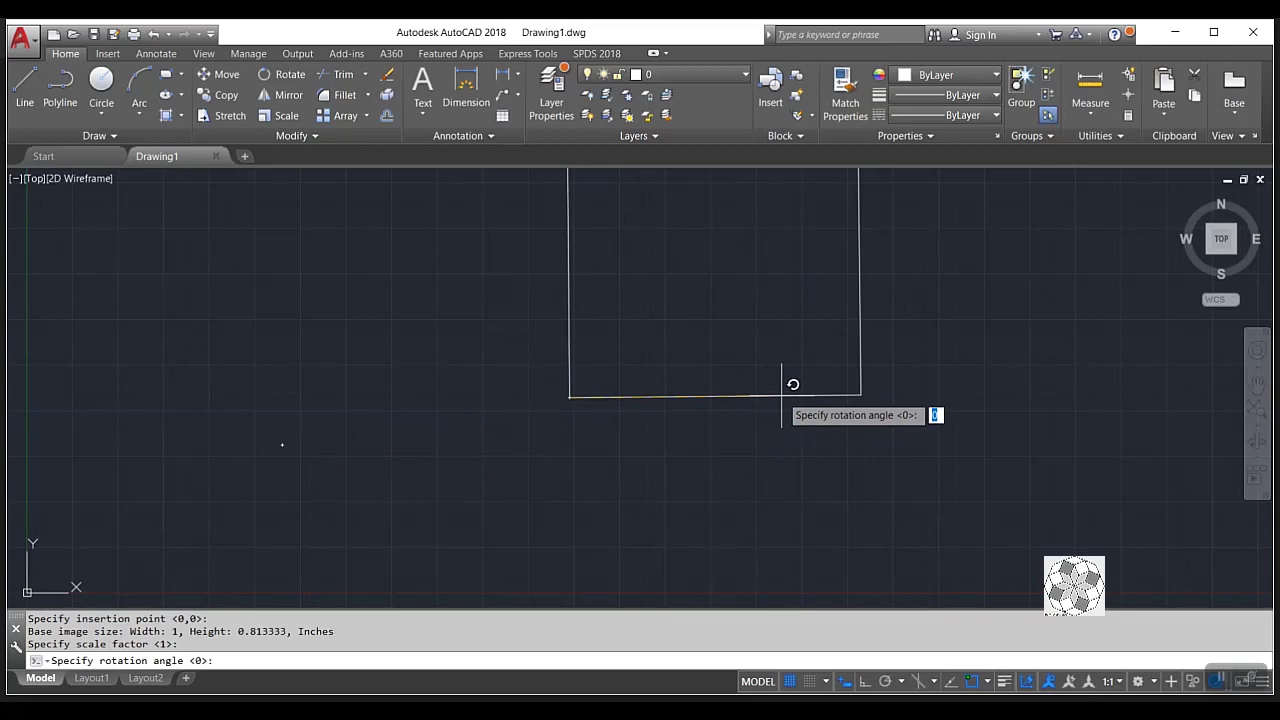 Autodesk AutoCAD 2018 Drawing1.dwg
Type a keyword or phrase
Sign In
Home Insert Annotate View Manage Output Add-ins A360 Featured Apps Express Tools SPDS 2018
Line
Polyline
Circle
Arc
Move
Copy
Stretch
Rotate
Mirror
Scale
Trim
Fillet
Array
Text
Dimension
Layer
Properties
0
Insert
Match
Properties
ByLayer
ByLayer
ByLayer
Group
Measure
Paste
Base
Draw Modify Annotation Layers Block Properties Groups Utilities Clipboard View
Start Drawing1
[−][Top][2D Wireframe]
N
W TOP E
S
WCS
Specify rotation angle <0>: 0
Y
X
Specify insertion point <0,0>:
Base image size: Width: 1, Height: 0.813333, Inches
Specify scale factor <1>:
Specify rotation angle <0>:
Model Layout1 Layout2
MODEL 1:1